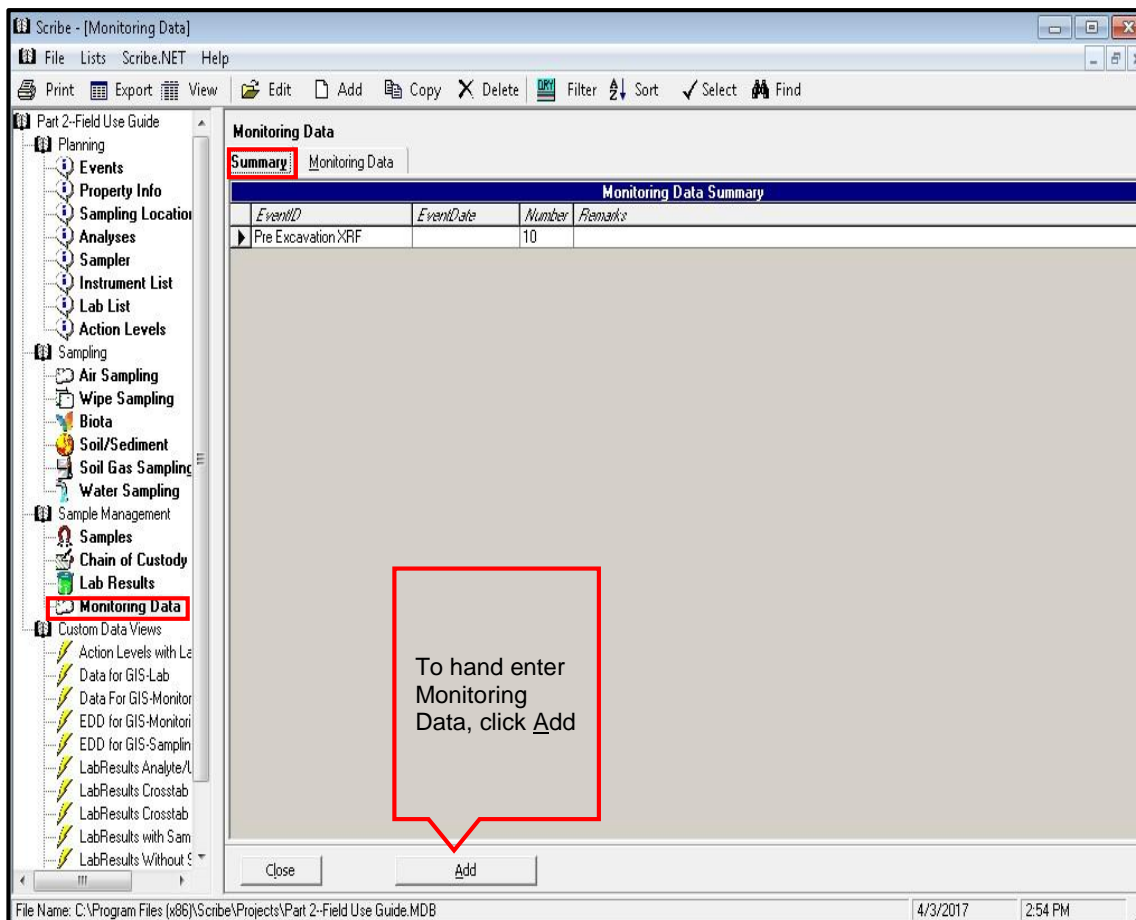 Scribe - [Monitoring Data]
File Lists Scribe.NET Help
Print Export View Edit Add Copy Delete Filter Sort Select Find
Part 2--Field Use Guide
Planning
Events
Property Info
Sampling Location
Analyses
Sampler
Instrument List
Lab List
Action Levels
Sampling
Air Sampling
Wipe Sampling
Biota
Soil/Sediment
Soil Gas Sampling
Water Sampling
Sample Management
Samples
Chain of Custody
Lab Results
Monitoring Data
Custom Data Views
Action Levels with La
Data for GIS-Lab
Data For GIS-Monitor
EDD for GIS-Monitori
EDD for GIS-Samplin
LabResults Analyte/L
LabResults Crosstab
LabResults Crosstab
LabResults with Sam
LabResults Without S
Monitoring Data
Summary Monitoring Data
Monitoring Data Summary
EventID EventDate Number Remarks
Pre Excavation XRF 10
To hand enter
Monitoring
Data, click Add
Close Add
File Name: C:\Program Files (x86)\Scribe\Projects\Part 2--Field Use Guide.MDB 4/3/2017 2:54 PM